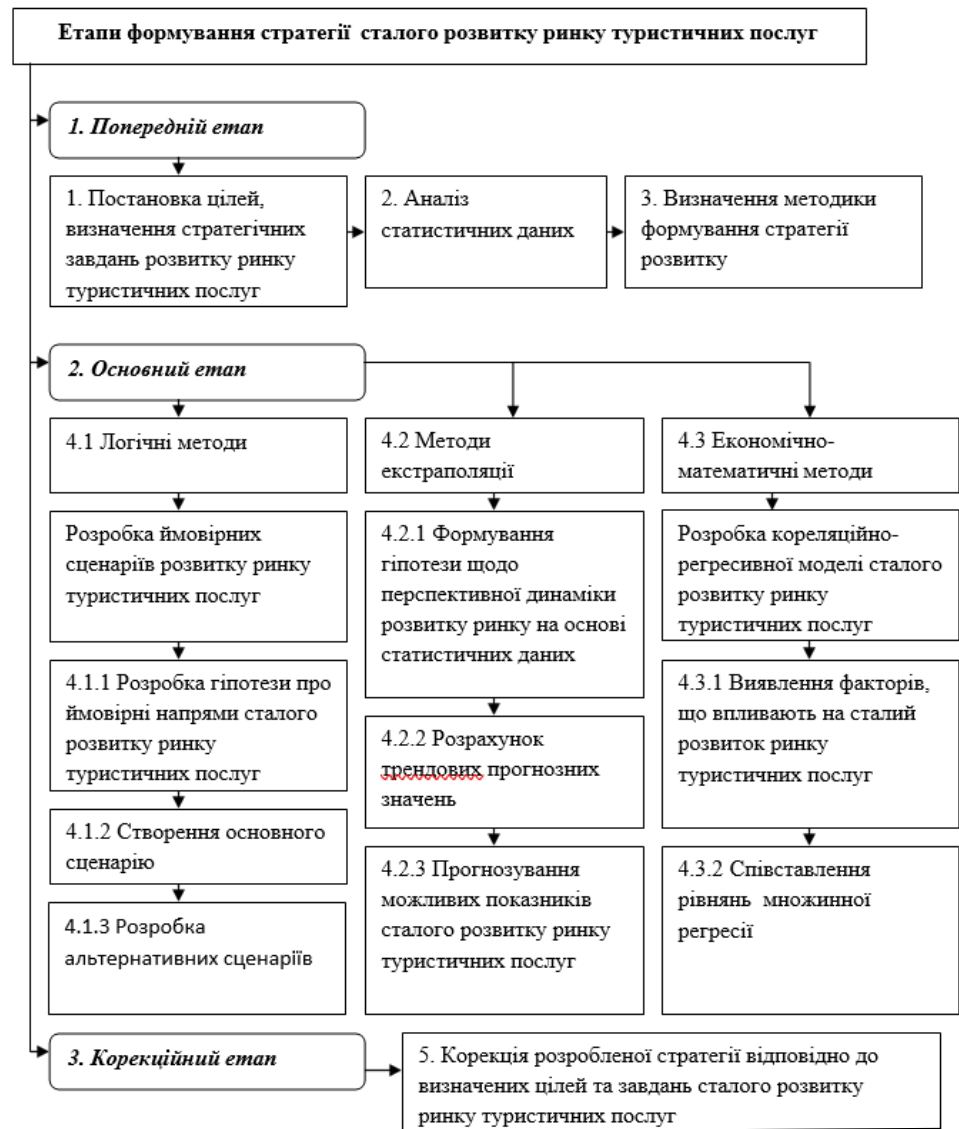 Етапи формування стратегії сталого розвитку ринку туристичних послуг
1. Попередній етап
1. Постановка цілей,
визначення стратегічних
завдань розвитку ринку
туристичних послуг
2. Аналіз
статистичних даних
3. Визначення методики
формування стратегії
розвитку
2. Основний етап
4.1 Логічні методи
Розробка ймовірних
сценаріїв розвитку ринку
туристичних послуг
4.1.1 Розробка гіпотези про
ймовірні напрями сталого
розвитку ринку
туристичних послуг
4.1.2 Створення основного
сценарію
4.1.3 Розробка
альтернативних сценаріїв
4.2 Методи
екстраполяції
4.2.1 Формування
гіпотези щодо
перспективної динаміки
розвитку ринку на основі
статистичних даних
4.2.2 Розрахунок
трендових прогнозних
значень
4.2.3 Прогнозування
можливих показників
сталого розвитку ринку
туристичних послуг
4.3 Економічно-
математичні методи
Розробка кореляційно-
регресивної моделі сталого
розвитку ринку
туристичних послуг
4.3.1 Виявлення факторів,
що впливають на сталий
розвиток ринку
туристичних послуг
4.3.2 Співставлення
рівнянь множинної
регресії
3. Корекційний етап
5. Корекція розробленої стратегії відповідно до
визначених цілей та завдань сталого розвитку
ринку туристичних послуг